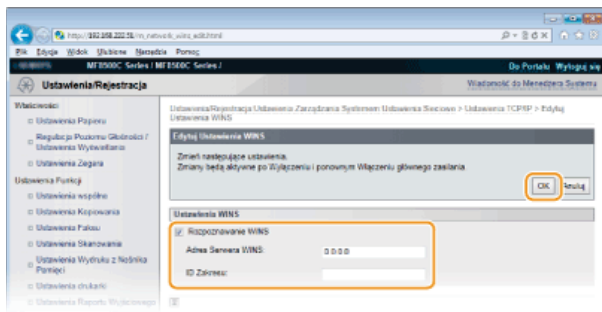 Plik Edycja Widok Ulubione Narzędzia Pomoc
MF8500C Series / MF8500C Series /
Do Portalu Wyloguj się
Ustawienia/Rejestracja
Wiadomość do Menedżera Systemu
Właściwości
Ustawienia Papieru
Regulacja Poziomu Głośności /
Ustawienia Wyświetlania
Ustawienia Zegara
Ustawienia Funkcji
Ustawienia wspólne
Ustawienia Kopiowania
Ustawienia Faksu
Ustawienia Skanowania
Ustawienia Wydruku z Nośnika
Pamięci
Ustawienia drukarki
Ustawienia Raportu Wyjściowego
Ustawienia/Rejestracja: Ustawienia Zarządzania Systemem: Ustawienia Sieciowe > Ustawienia TCP/IP > Edytuj
Ustawienia WINS
Edytuj Ustawienia WINS
Zmień następujące ustawienia.
Zmiany będą aktywne po Wyłączeniu i ponownym Włączeniu głównego zasilania.
OK Anuluj
Ustawienia WINS
Rozpoznawanie WINS
Adres Serwera WINS: 0.0.0.0
ID Zakresu: